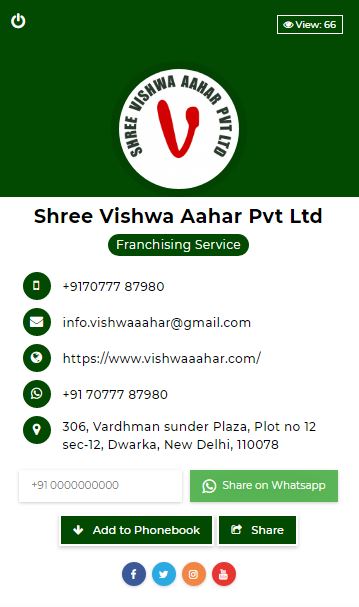 View: 66
SHREE VISHWA AAHAR PVT LTD
Shree Vishwa Aahar Pvt Ltd
Franchising Service
+9170777 87980
info.vishwaaahar@gmail.com
https://www.vishwaaahar.com/
+91 70777 87980
306, Vardhman sunder Plaza, Plot no 12
sec-12, Dwarka, New Delhi, 110078
+91 0000000000
Share on Whatsapp
Add to Phonebook
Share